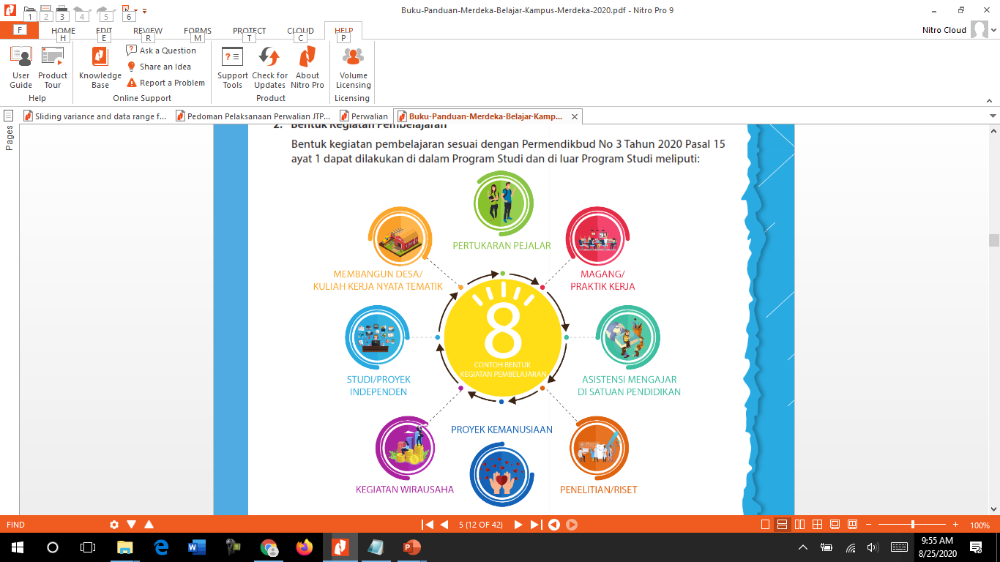 Buku-Panduan-Merdeka-Belajar-Kampus-Merdeka-2020.pdf - Nitro Pro 9
1 2 3 4 5 6
F HOME EDIT REVIEW FORMS PROTECT CLOUD HELP Nitro Cloud
H E R M T C P
User Guide
Product Tour
Help
Knowledge Base
Ask a Question
Share an Idea
Report a Problem
Online Support
Support Tools
Check for Updates
About Nitro Pro
Product
Volume Licensing
Licensing
Pages
Sliding variance and data range f... Pedoman Pelaksanaan Perwalian JTP... Perwalian Buku-Panduan-Merdeka-Belajar-Kamp...
2. Bentuk Kegiatan Pembelajaran
Bentuk kegiatan pembelajaran sesuai dengan Permendikbud No 3 Tahun 2020 Pasal 15
ayat 1 dapat dilakukan di dalam Program Studi dan di luar Program Studi meliputi:
PERTUKARAN PEJALAR
MEMBANGUN DESA/
KULIAH KERJA NYATA TEMATIK
MAGANG/
PRAKTIK KERJA
8
CONTOH BENTUK
KEGIATAN PEMBELAJARAN
STUDI/PROYEK
INDEPENDEN
ASISTENSI MENGAJAR
DI SATUAN PENDIDIKAN
PROYEK KEMANUSIAAN
KEGIATAN WIRAUSAHA
PENELITIAN/RISET
FIND 5 (12 OF 42) 100%
9:55 AM
8/25/2020